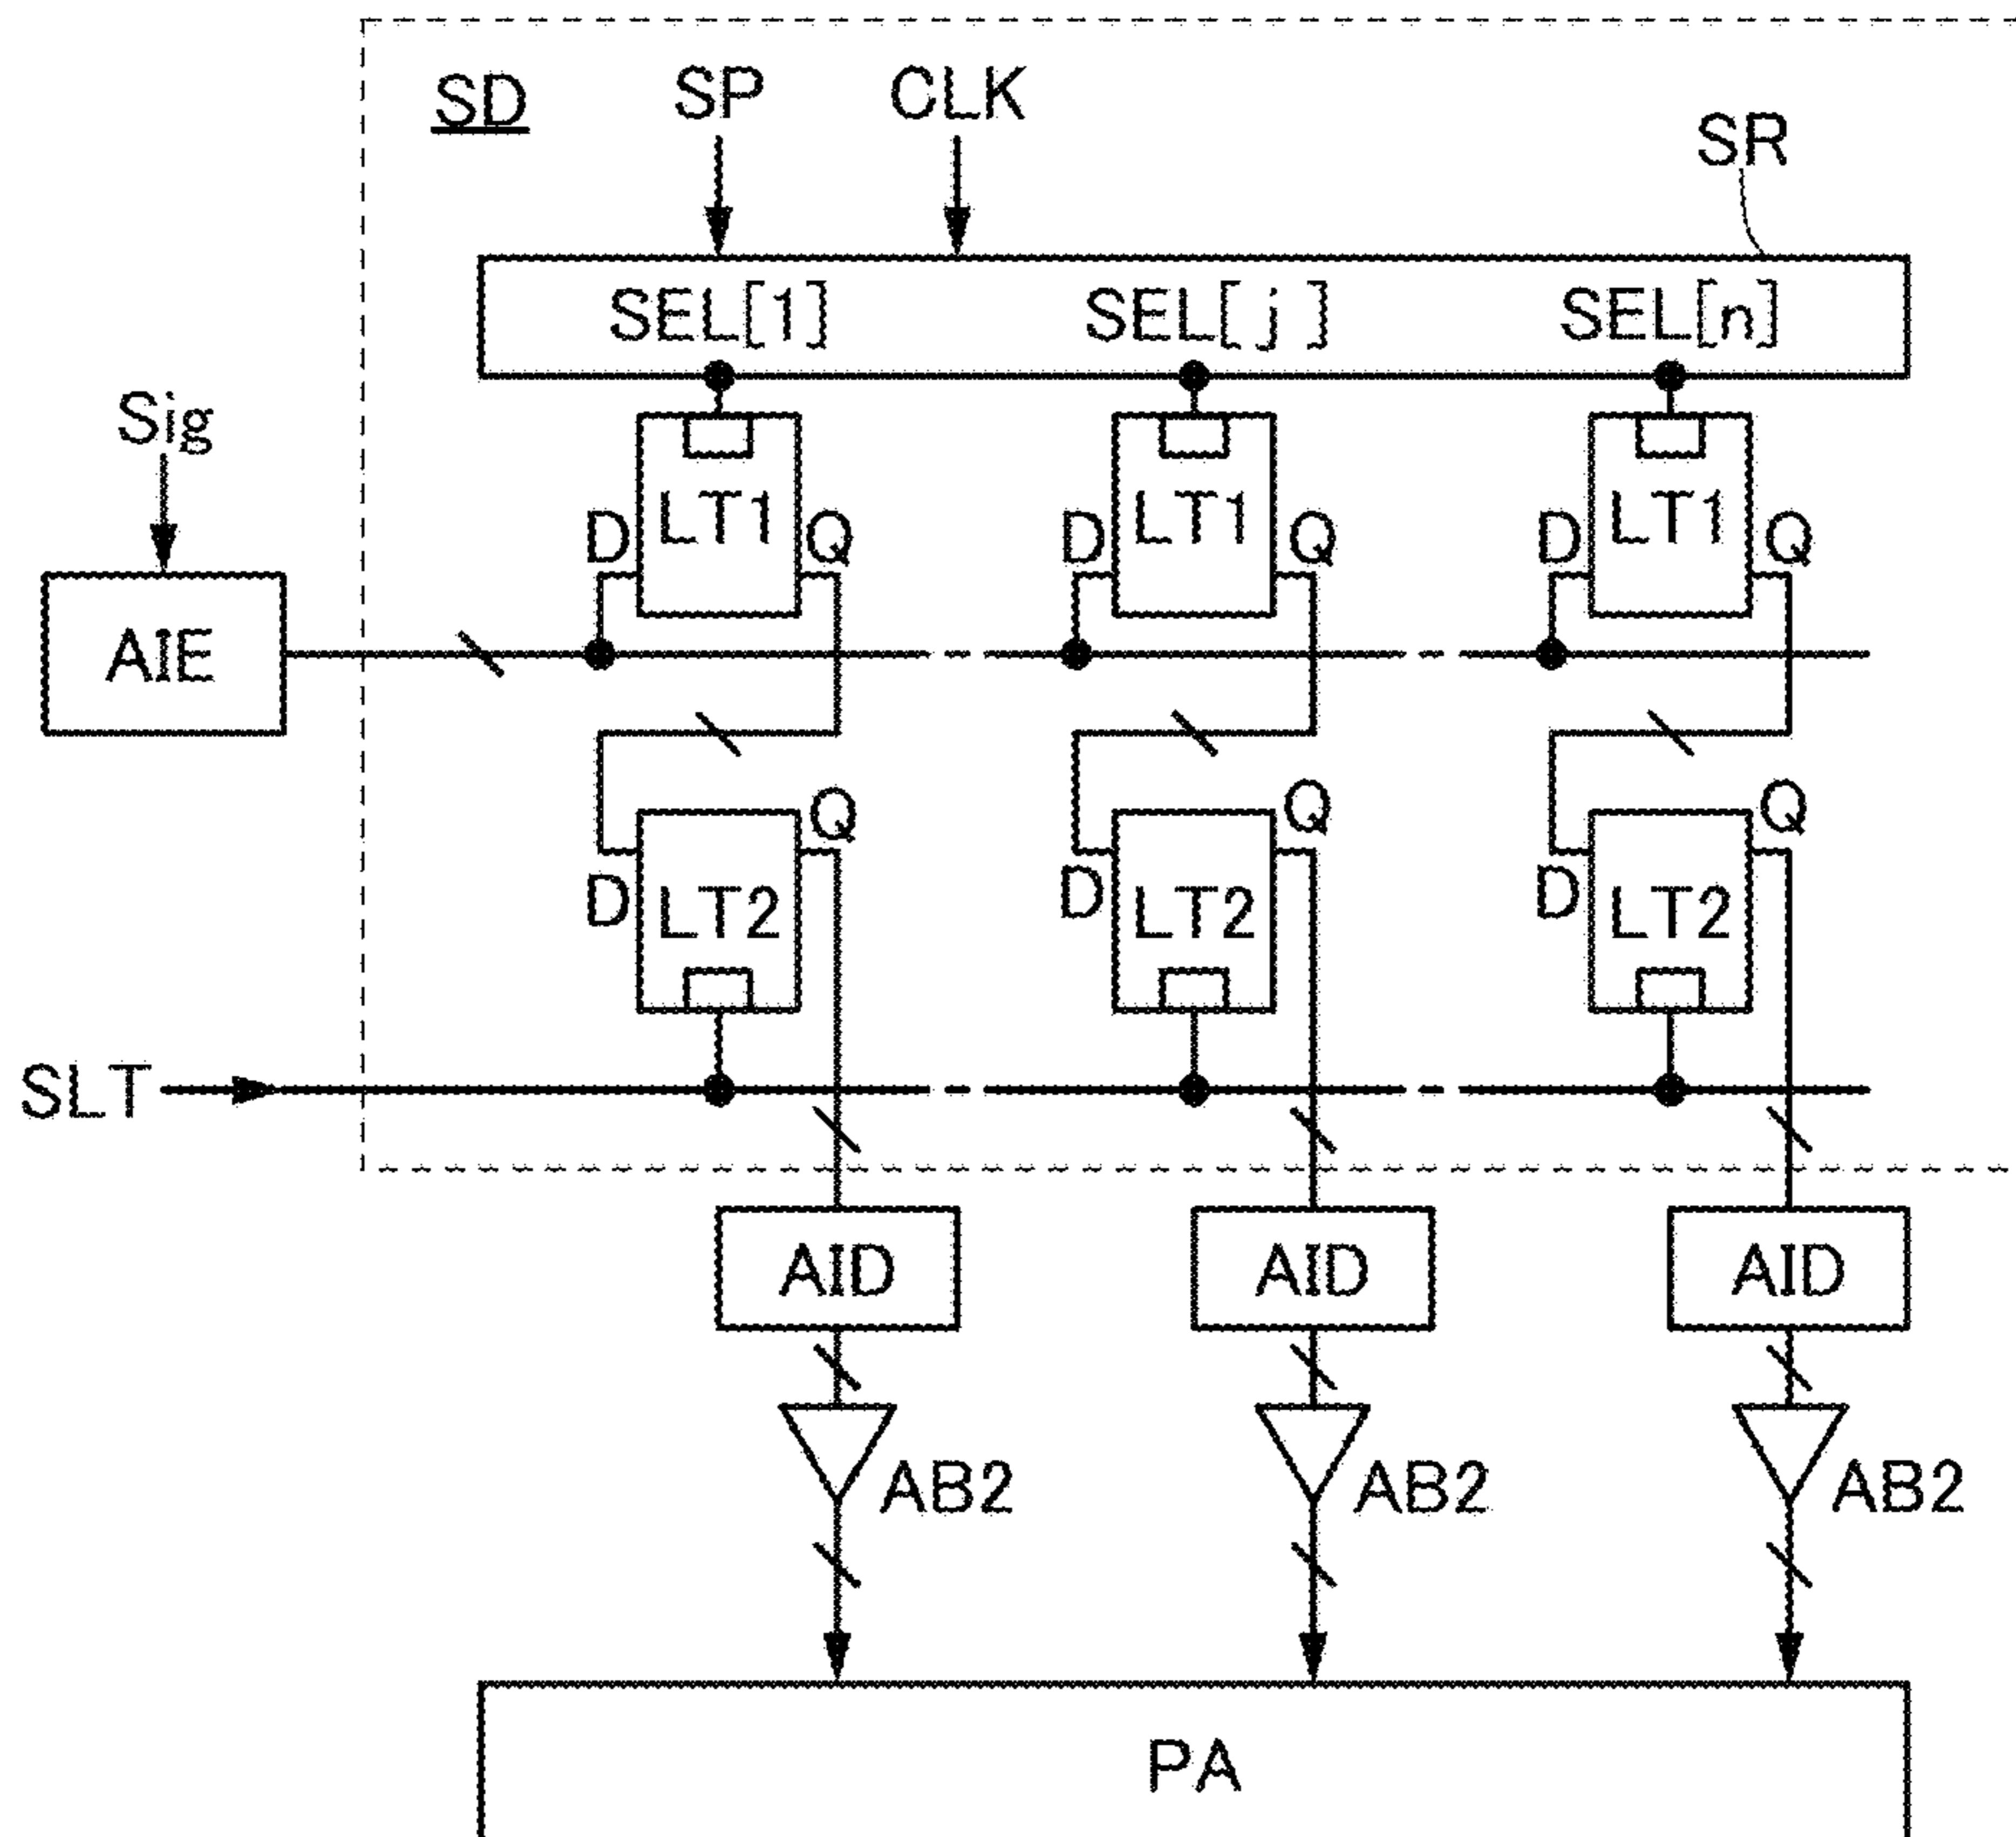 SD SP CLK
SR
SEL[1] SEL[j] SEL[n]
Sig
LT1 LT1 LT1
D Q D Q D Q
AIE
Q Q Q
D LT2 D LT2 D LT2
SLT
AID AID AID
AB2 AB2 AB2
PA